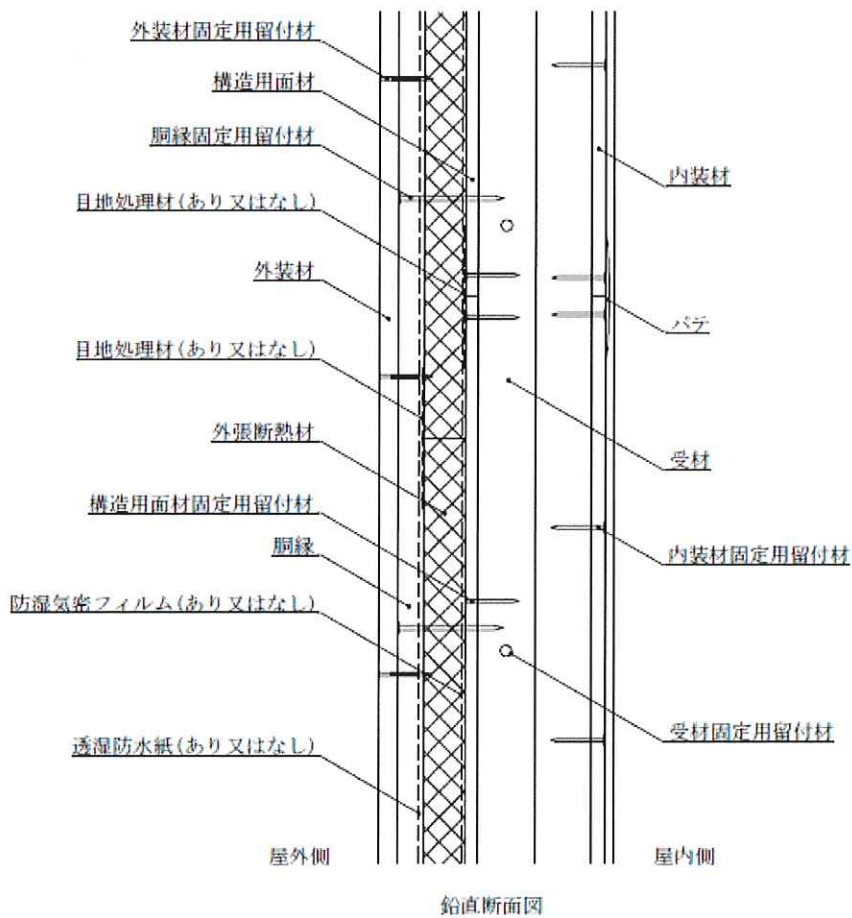 外装材固定用留付材
構造用面材
胴縁固定用留付材
目地処理材(あり又はなし)
外装材
目地処理材(あり又はなし)
外張断熱材
構造用面材固定用留付材
胴縁
防湿気密フィルム(あり又はなし)
透湿防水紙(あり又はなし)
屋外側
内装材
パテ
受材
内装材固定用留付材
受材固定用留付材
屋内側
鉛直断面図